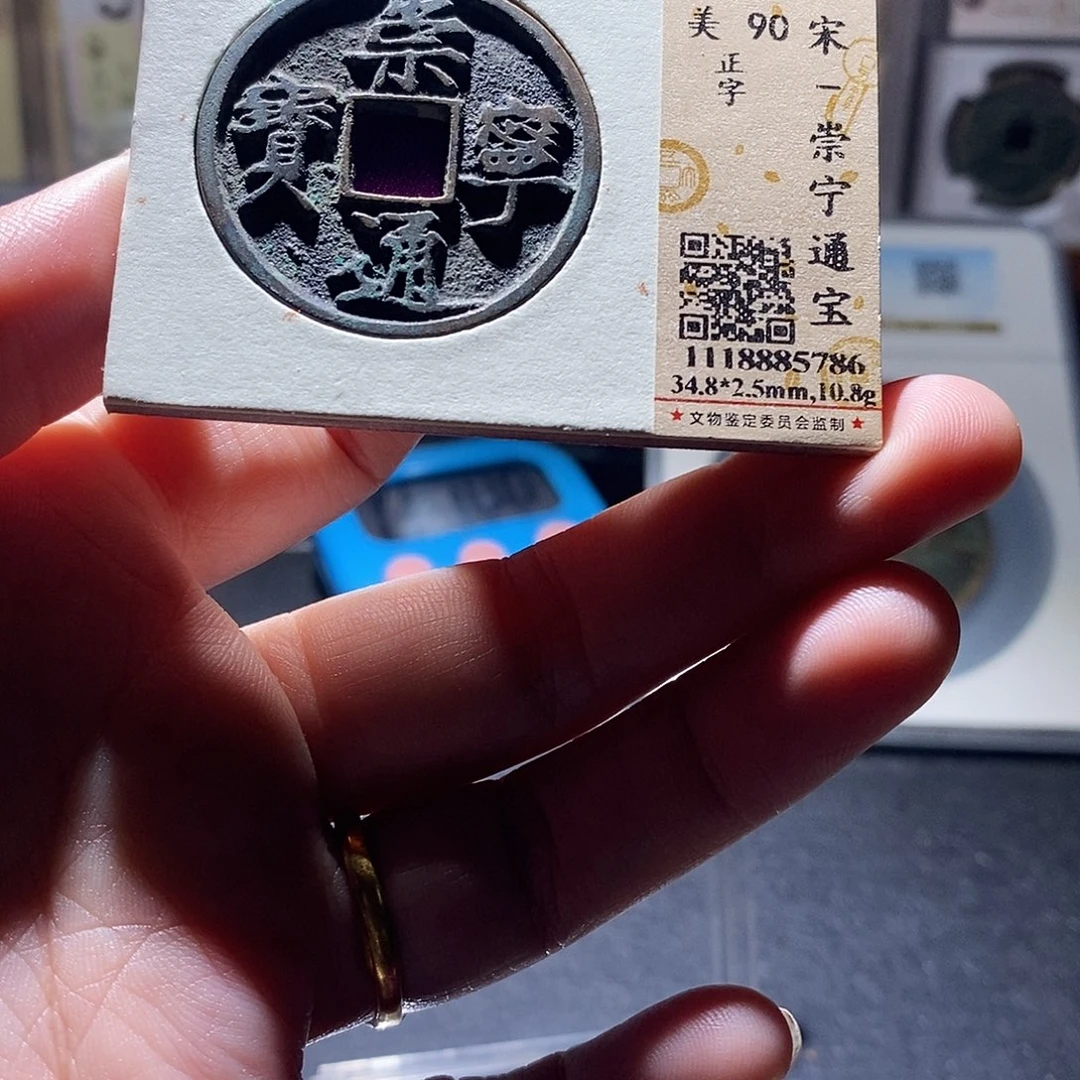 崇寧通寳
宋-崇宁通宝
美 90
正字
1118885786
34.8*2.5mm,10.8g
★文物鉴定委员会监制★